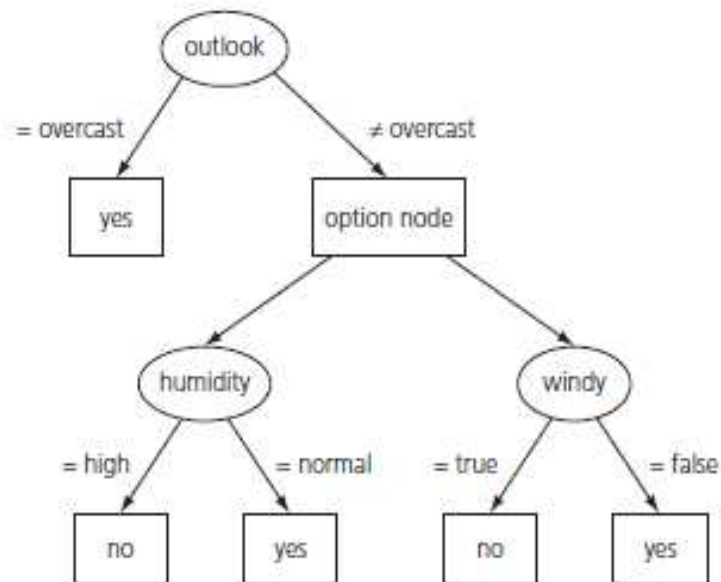 outlook
= overcast
≠ overcast
yes
option node
humidity
windy
= high
= normal
= true
= false
no
yes
no
yes